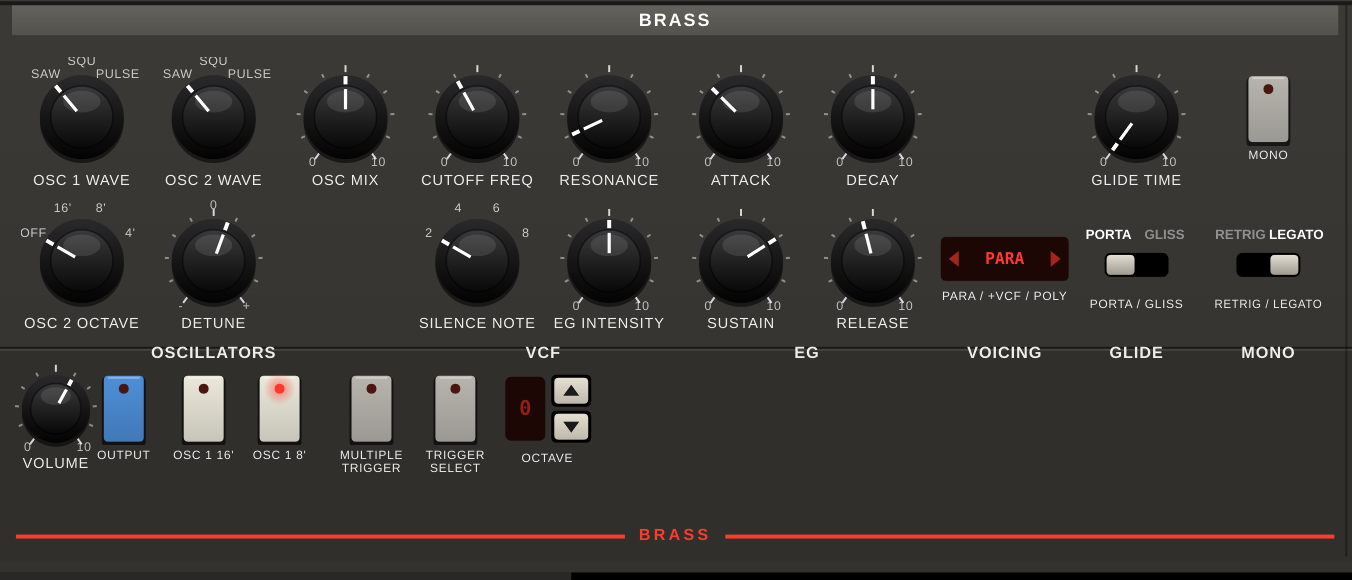 BRASS
SQU SQU
SAW PULSE SAW PULSE
0 10 0 10 0 10 0 10 0 10 0 10
OSC 1 WAVE OSC 2 WAVE OSC MIX CUTOFF FREQ RESONANCE ATTACK DECAY GLIDE TIME MONO
16' 8' 0 4 6
OFF 4' 2 8 PORTA GLISS RETRIG LEGATO
PARA
PARA / +VCF / POLY PORTA / GLISS RETRIG / LEGATO
- + 0 10 0 10 0 10
OSC 2 OCTAVE DETUNE SILENCE NOTE EG INTENSITY SUSTAIN RELEASE
OSCILLATORS VCF EG VOICING GLIDE MONO
0
0 10
VOLUME OUTPUT OSC 1 16' OSC 1 8' MULTIPLE TRIGGER OCTAVE
TRIGGER SELECT
BRASS